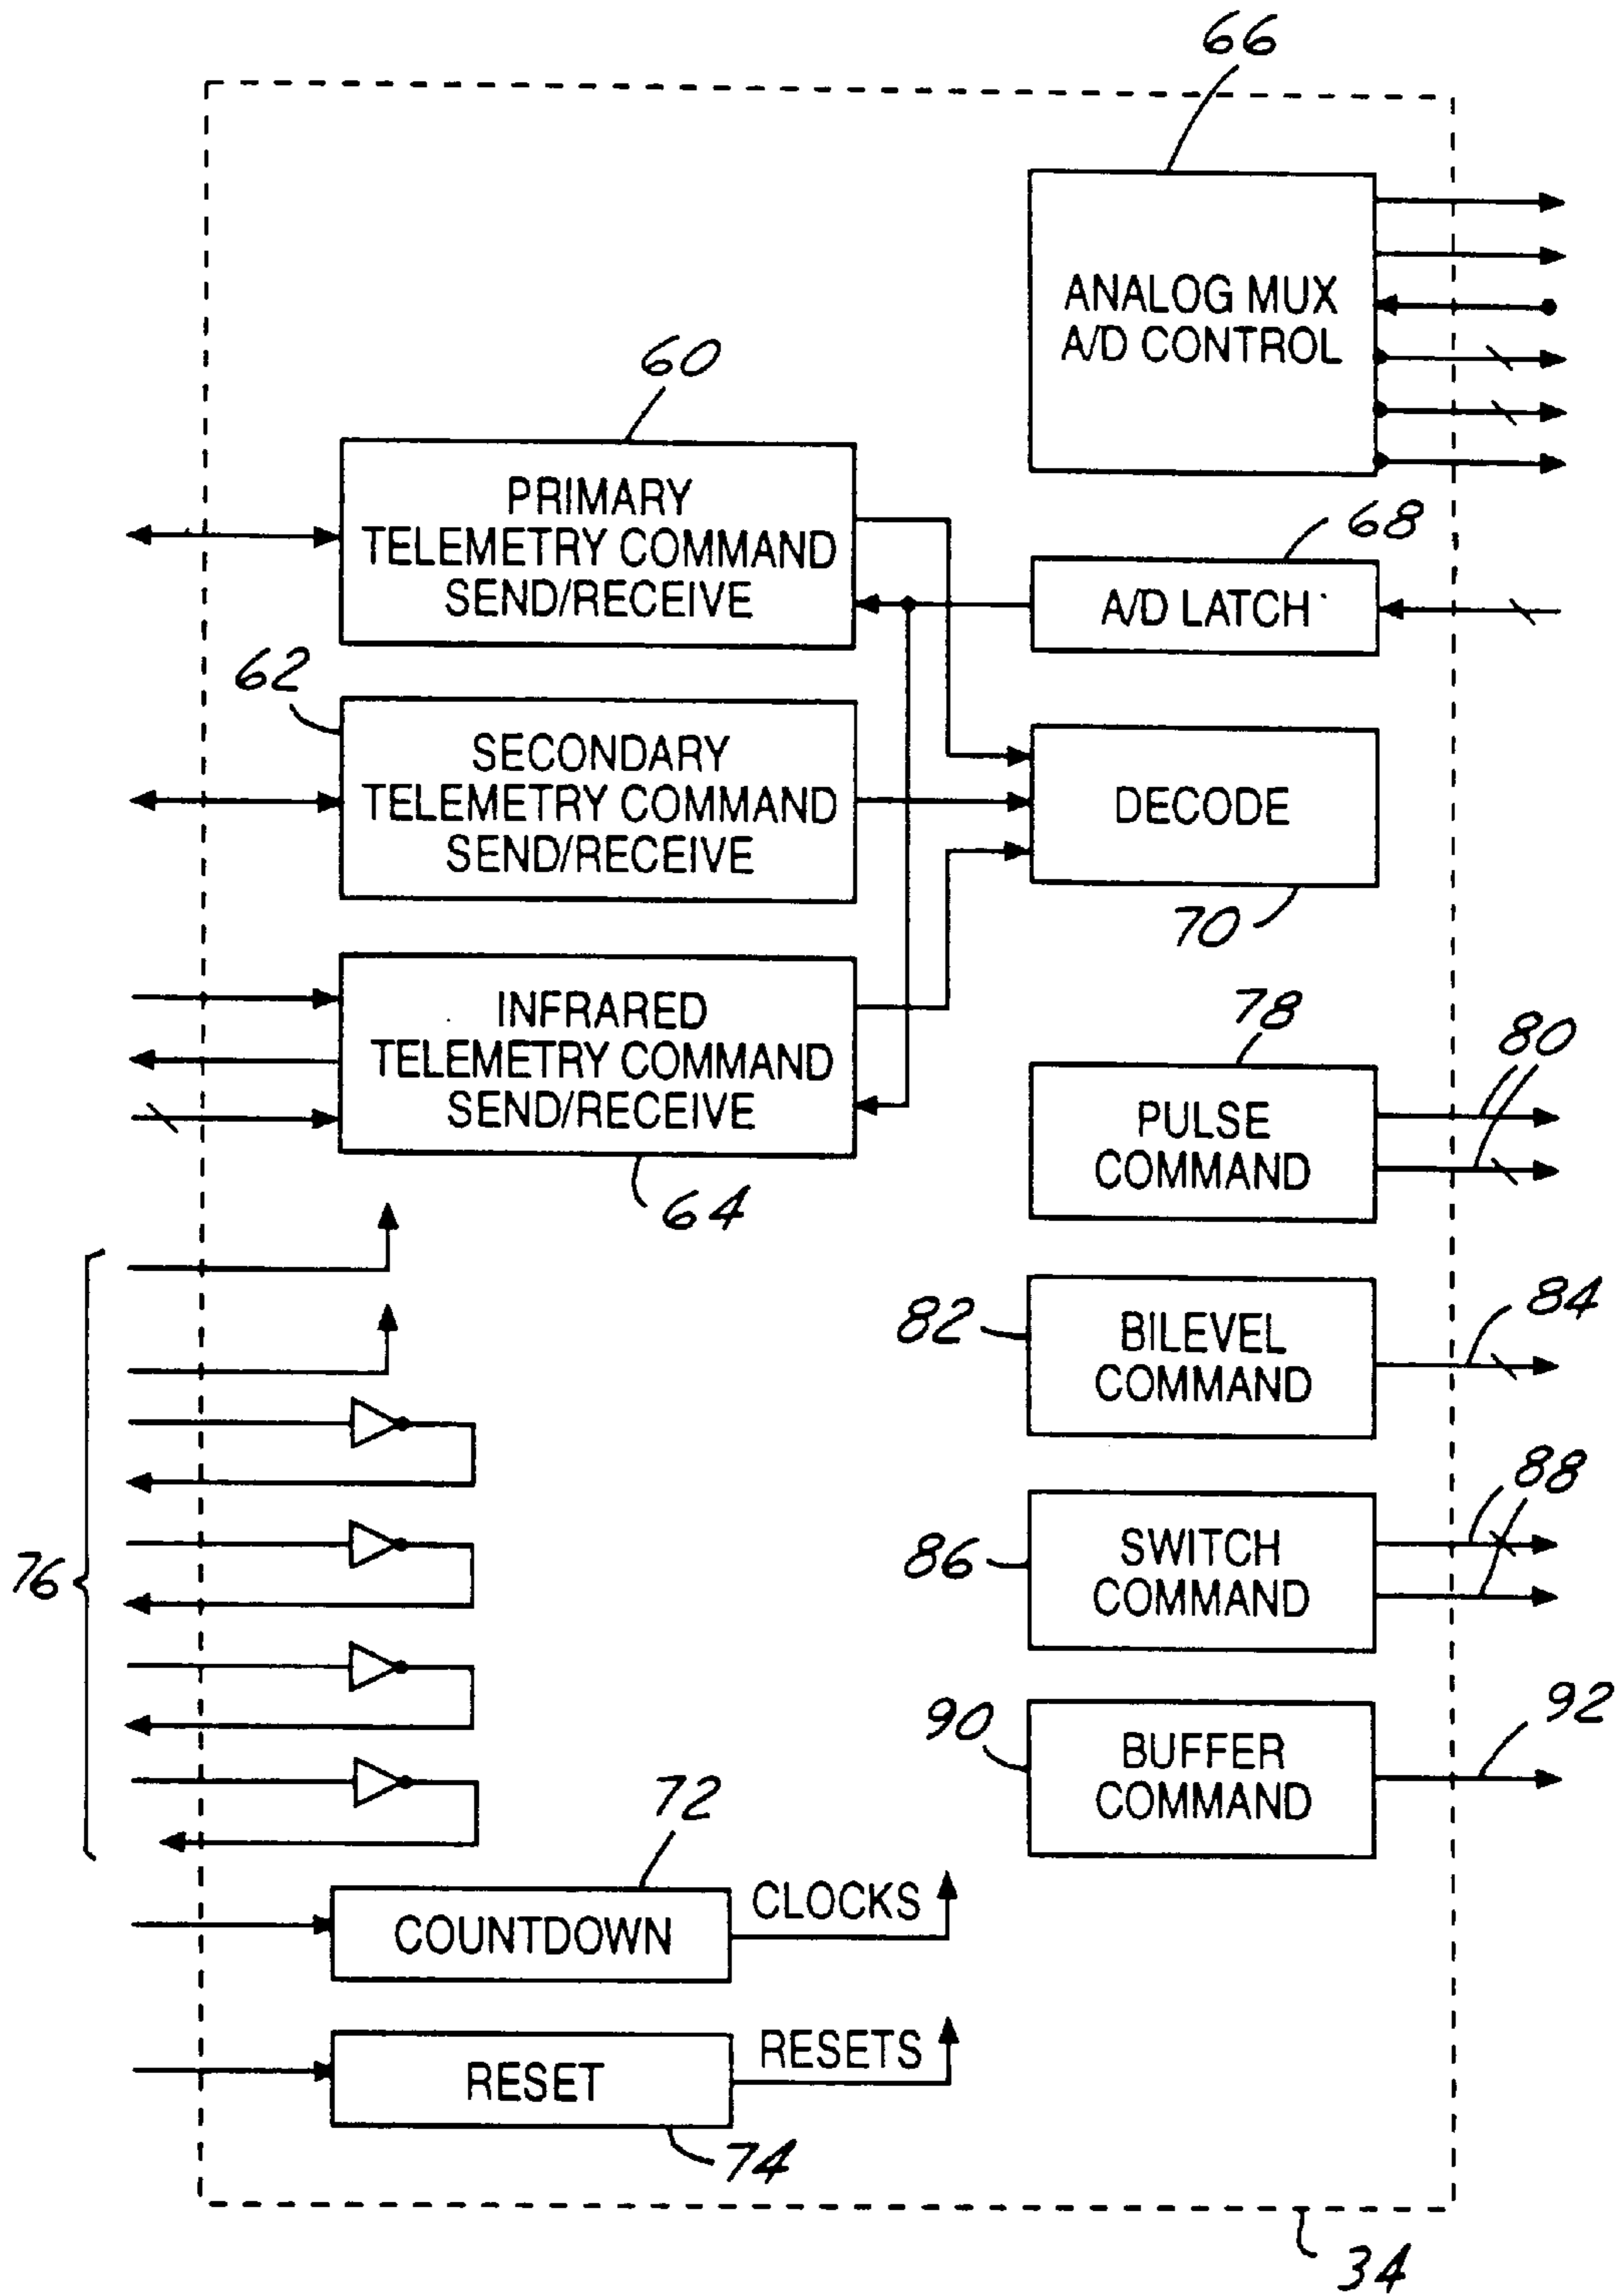 66
ANALOG MUX
A/D CONTROL
60
PRIMARY
TELEMETRY COMMAND
SEND/RECEIVE
68
A/D LATCH
62
SECONDARY
TELEMETRY COMMAND
SEND/RECEIVE
DECODE
70
INFRARED
TELEMETRY COMMAND
SEND/RECEIVE
64
78
80
PULSE
COMMAND
76
82
BILEVEL
COMMAND
84
86
SWITCH
COMMAND
88
90
BUFFER
COMMAND
92
72
COUNTDOWN
CLOCKS
RESET
RESETS
74
34